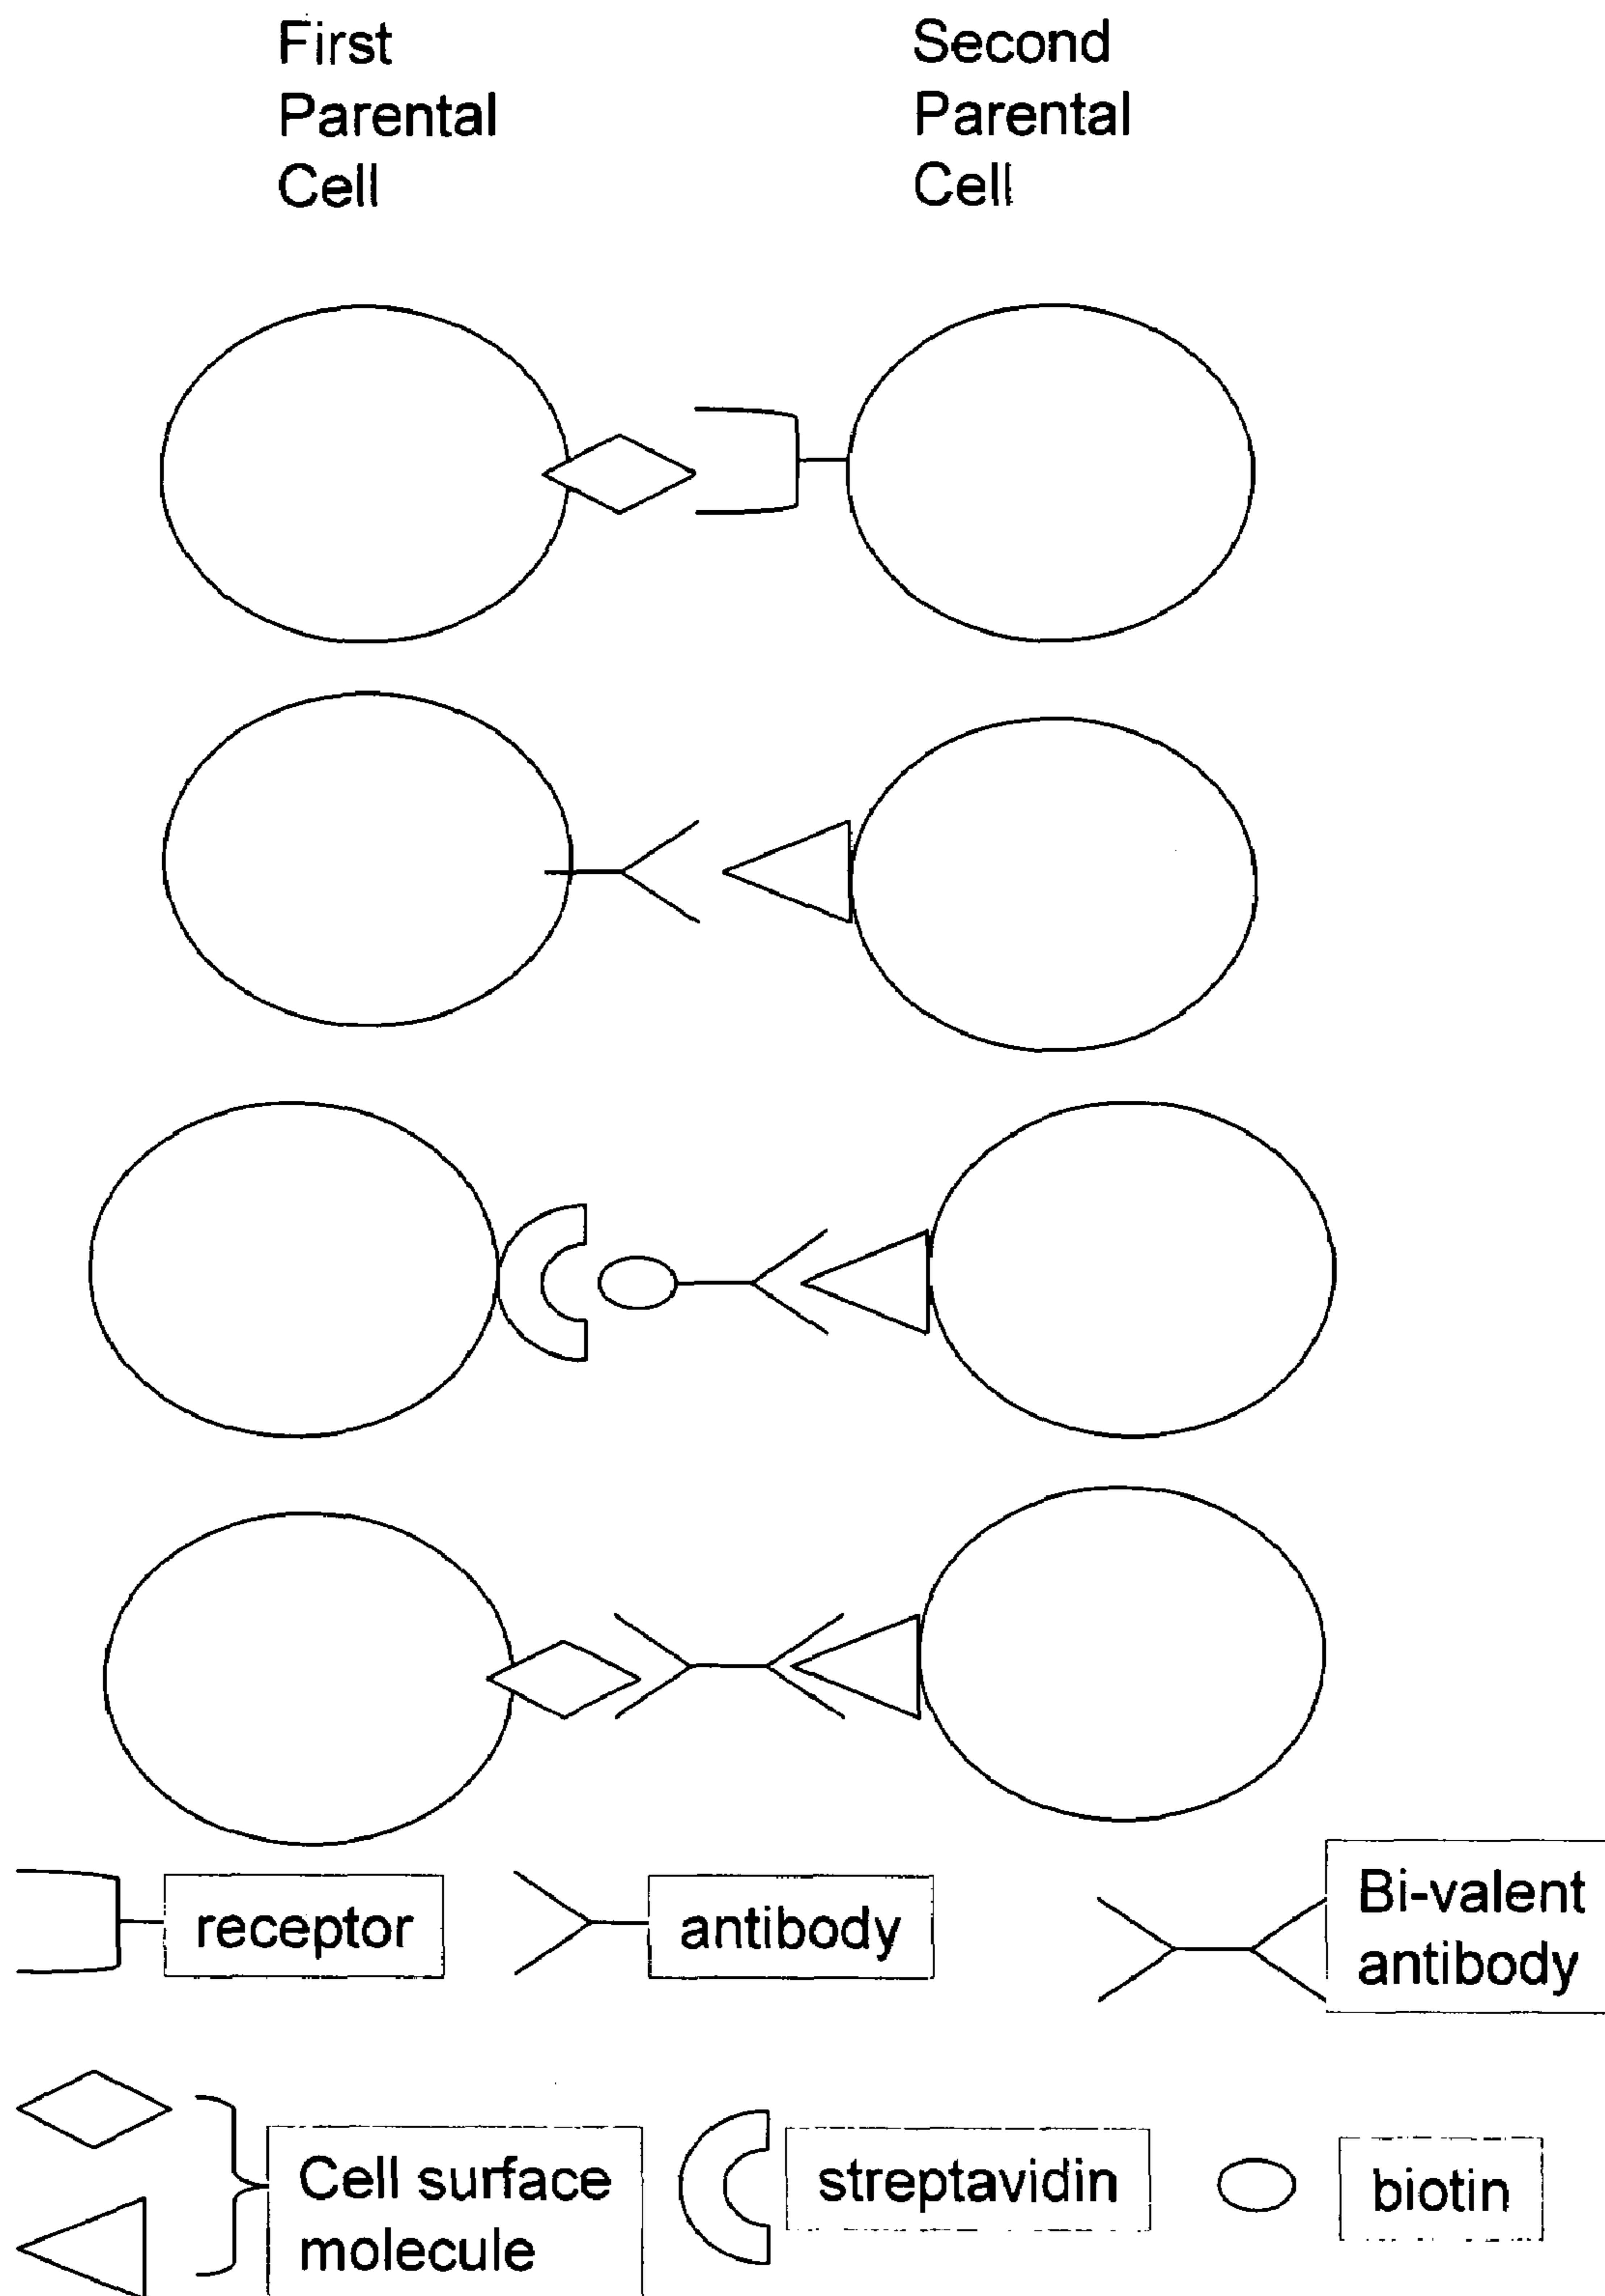 First
Parental
Cell
Second
Parental
Cell
receptor
antibody
Bi-valent
antibody
Cell surface
molecule
streptavidin
biotin